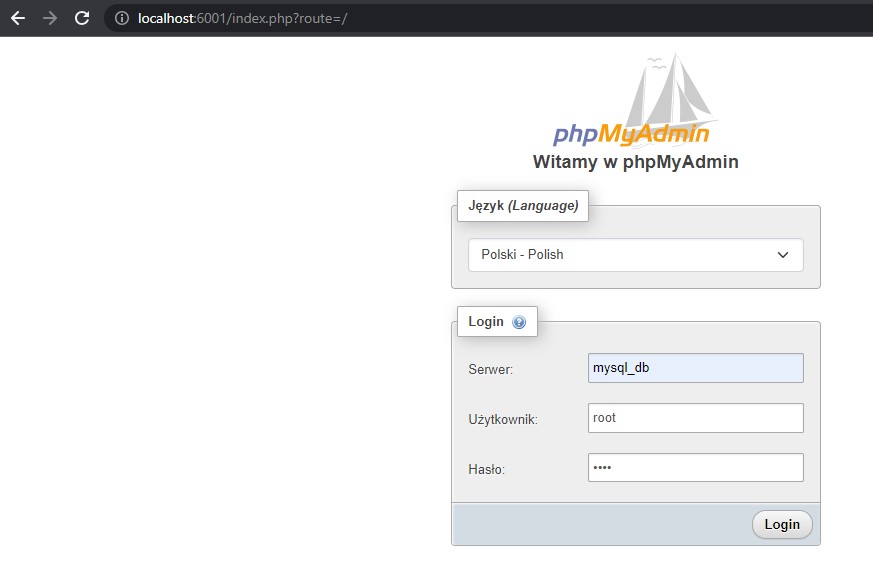 localhost:6001/index.php?route=/
phpMyAdmin
Witamy w phpMyAdmin
Język (Language)
Polski - Polish
Login
Serwer: mysql_db
Użytkownik: root
Hasło: ••••
Login